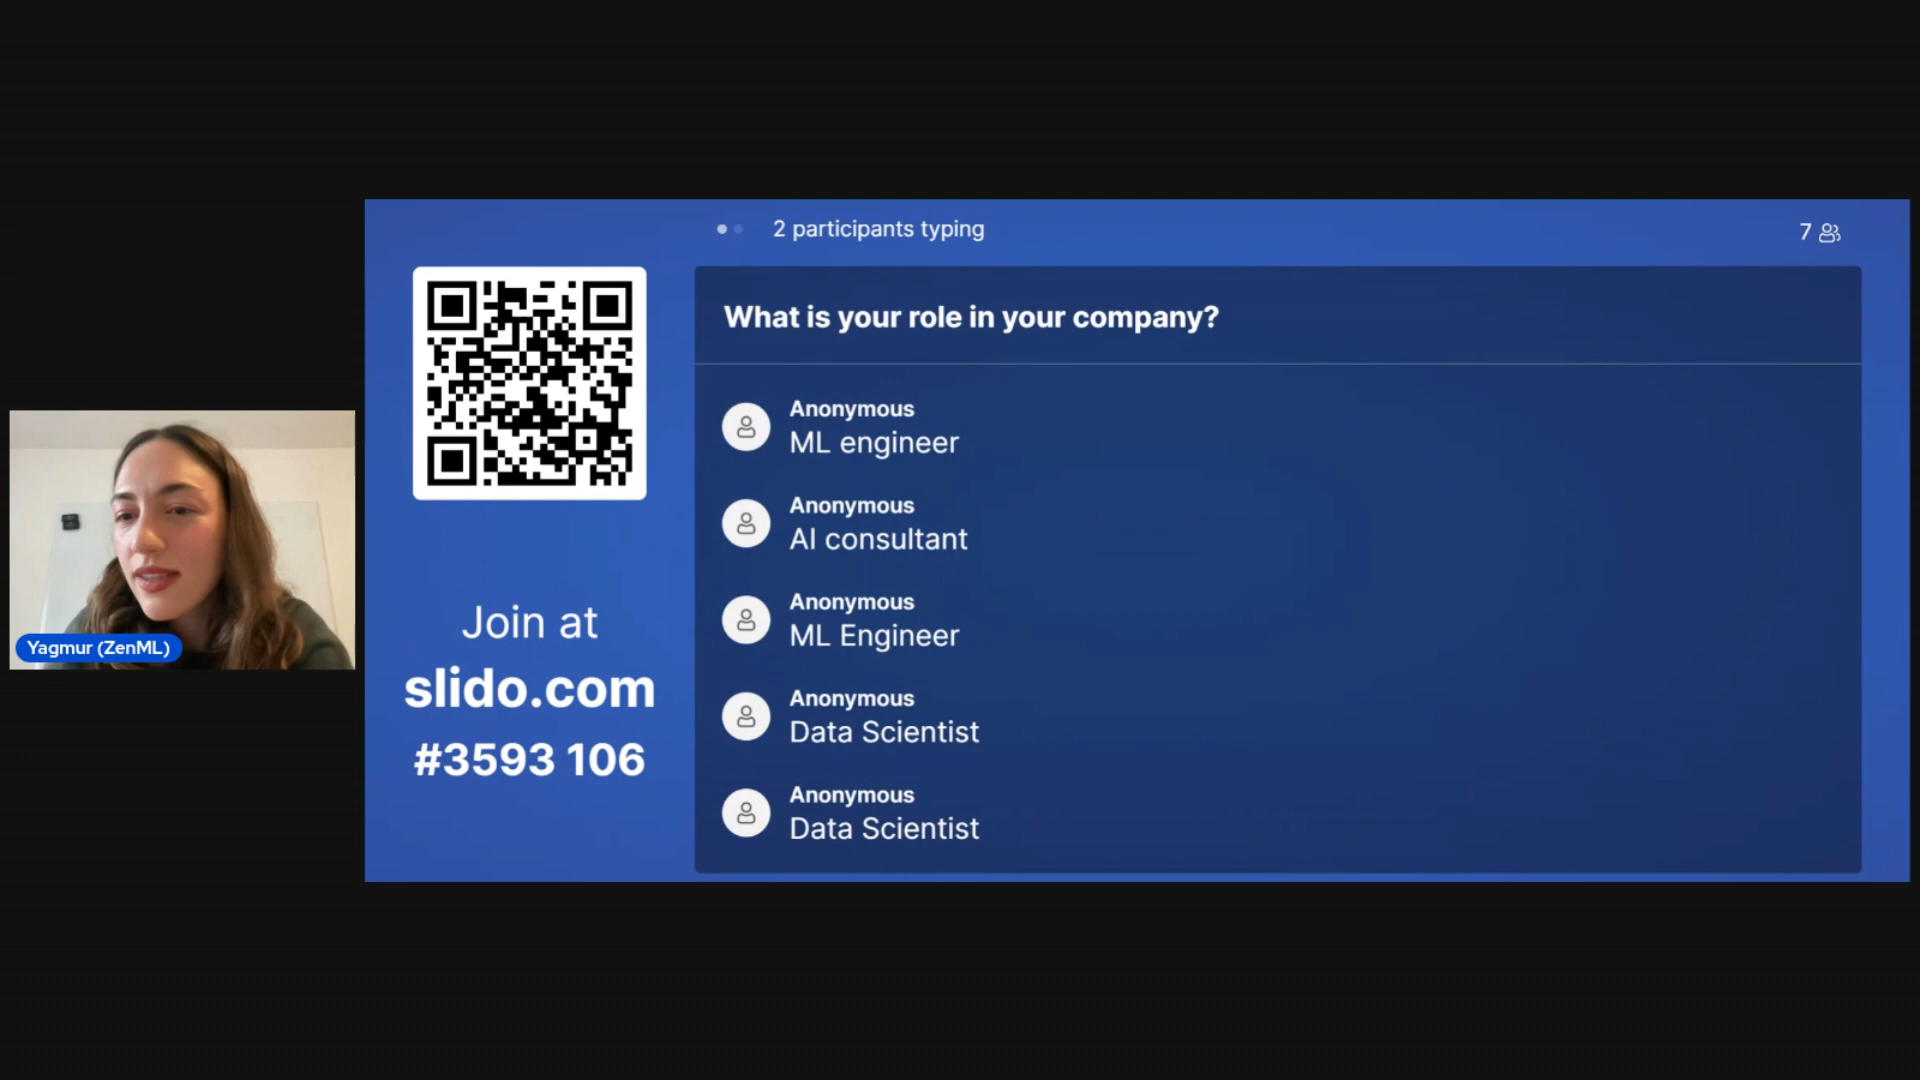 2 participants typing
7
What is your role in your company?
Anonymous
ML engineer
Anonymous
AI consultant
Anonymous
ML Engineer
Anonymous
Data Scientist
Anonymous
Data Scientist
Join at
slido.com
#3593 106
Yagmur (ZenML)